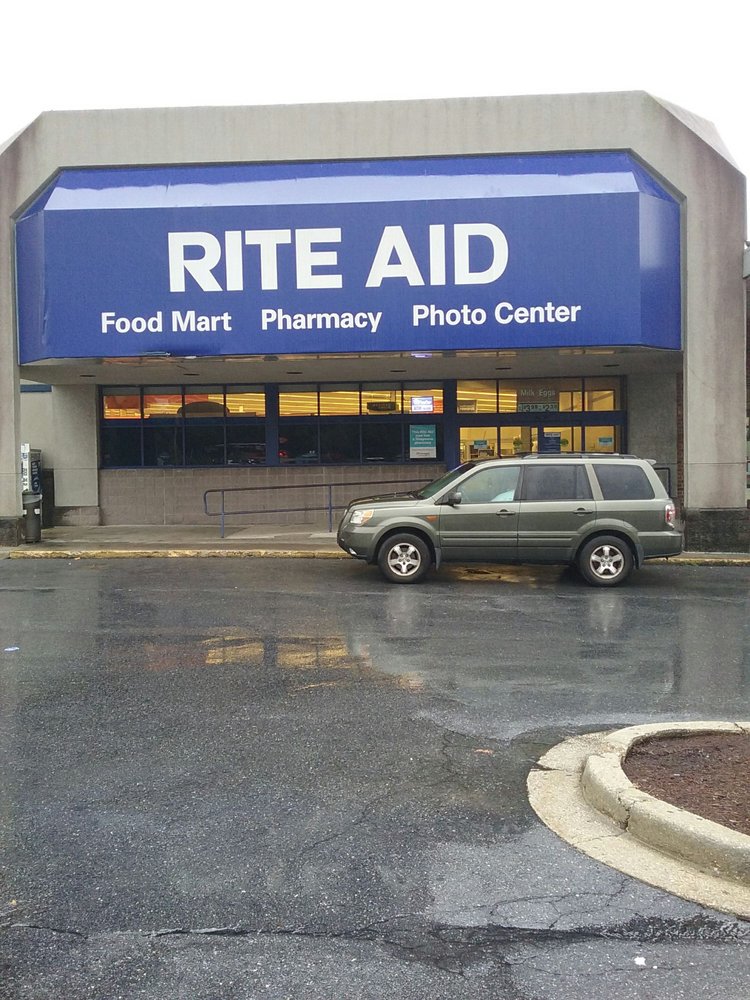 RITE AID
Food Mart Pharmacy Photo Center
Milk Eggs